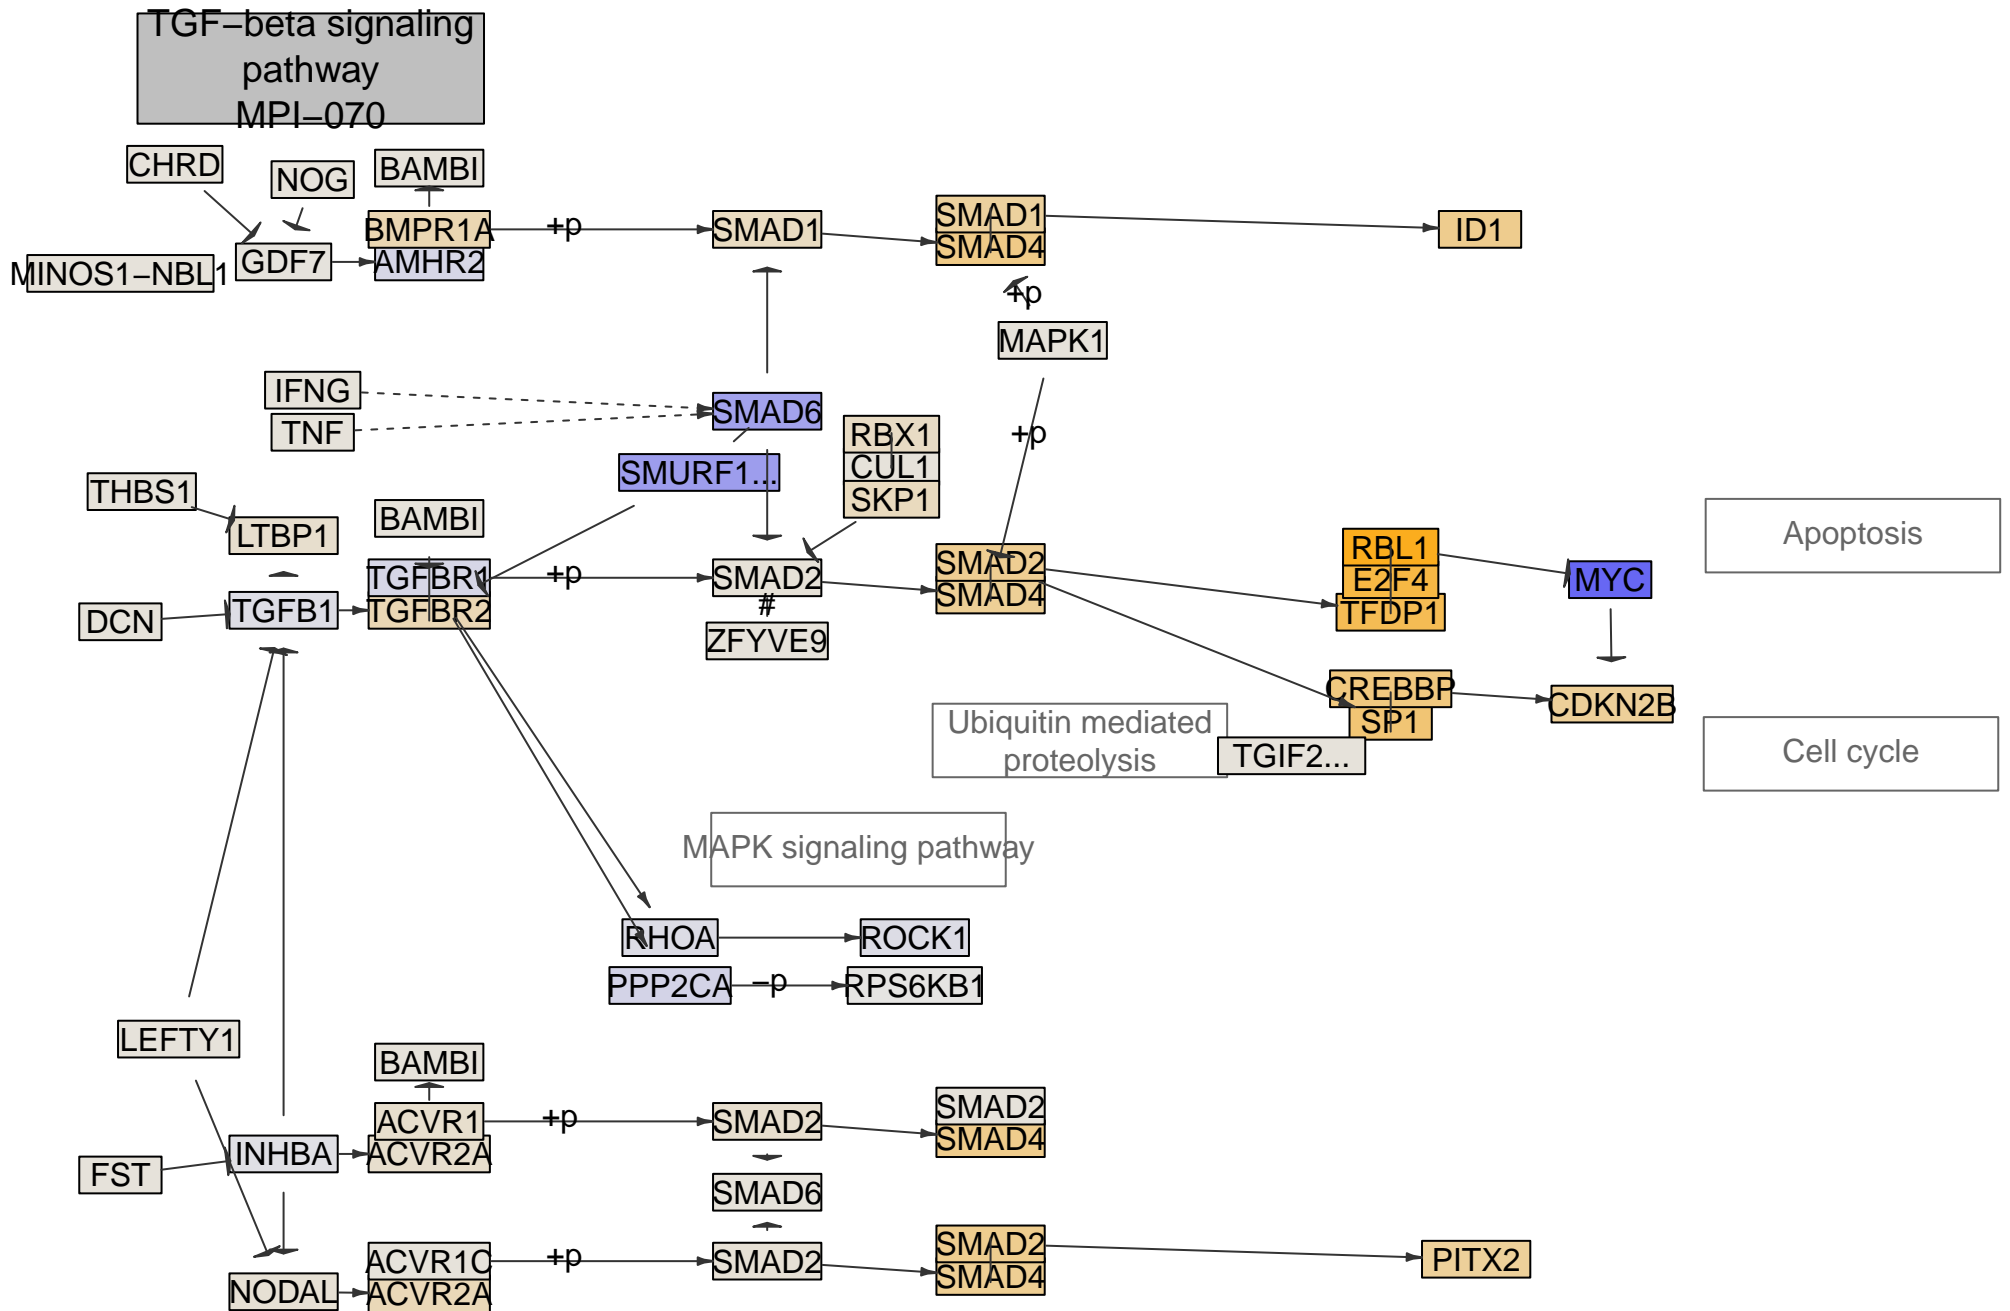 TGF−beta signaling
pathway
MPI−070
CHRD
NOG
BAMBI
BMPR1A
+p
SMAD1
SMAD1
SMAD4
ID1
MINOS1−NBL1
GDF7
AMHR2
+p
MAPK1
IFNG
TNF
SMAD6
RBX1
CUL1
SKP1
+p
SMURF1...
THBS1
LTBP1
BAMBI
TGFBR1
TGFBR2
+p
SMAD2
#
ZFYVE9
SMAD2
SMAD4
RBL1
E2F4
TFDP1
MYC
Apoptosis
DCN
TGFB1
CREBBP
SP1
TGIF2...
CDKN2B
Ubiquitin mediated
proteolysis
Cell cycle
MAPK signaling pathway
RHOA
ROCK1
PPP2CA
−p
RPS6KB1
LEFTY1
BAMBI
ACVR1
ACVR2A
+p
SMAD2
SMAD2
SMAD4
INHBA
FST
SMAD6
ACVR1C
ACVR2A
+p
SMAD2
SMAD2
SMAD4
PITX2
NODAL